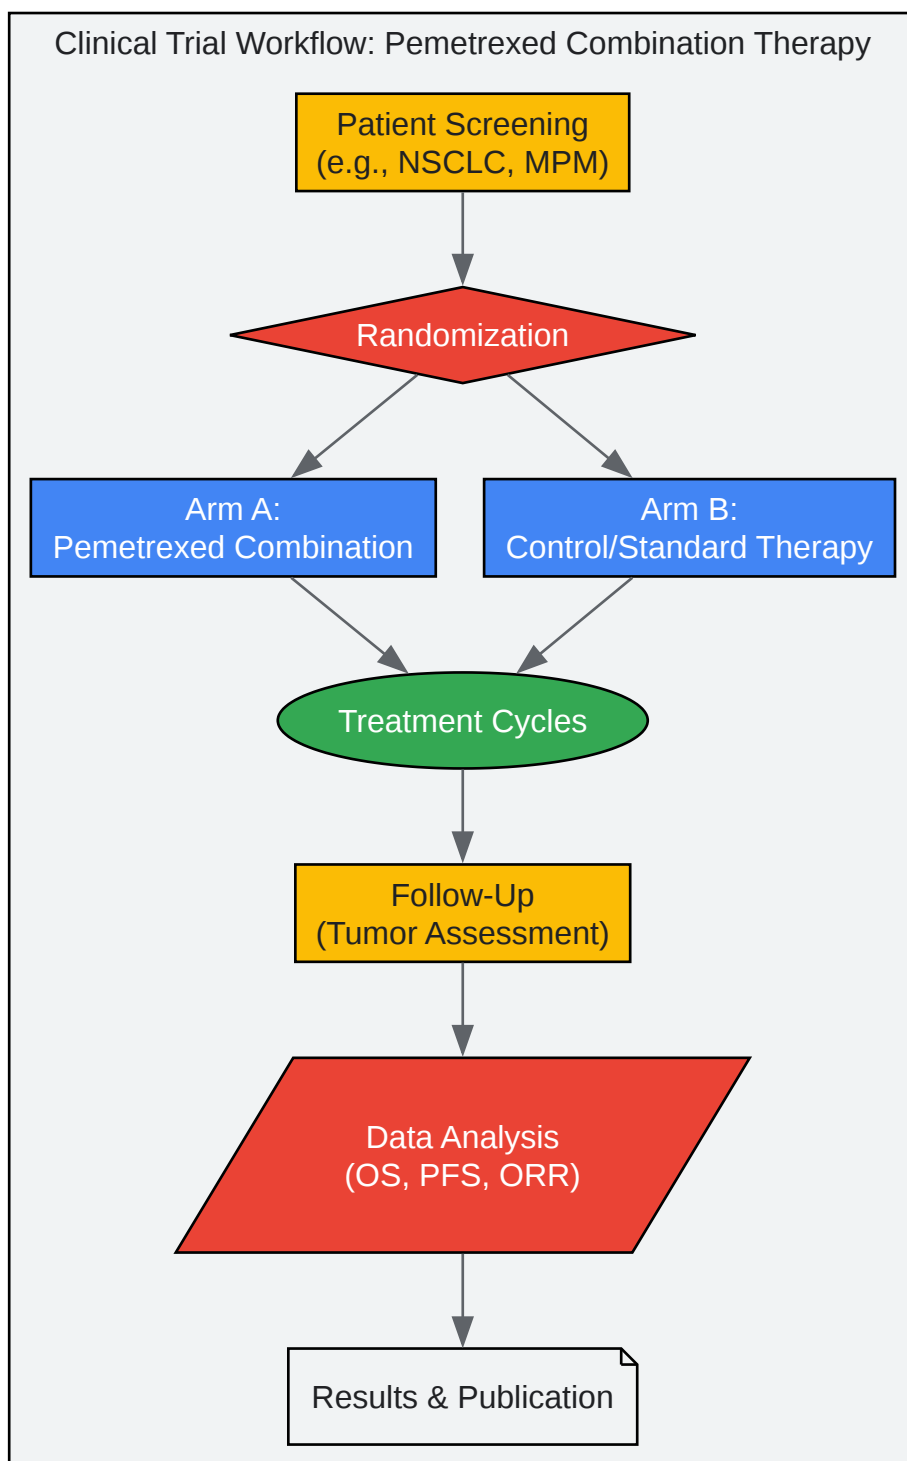 Clinical Trial Workflow: Pemetrexed Combination Therapy
Patient Screening
(e.g., NSCLC, MPM)
Randomization
Arm A:
Pemetrexed Combination
Arm B:
Control/Standard Therapy
Treatment Cycles
Follow-Up
(Tumor Assessment)
Data Analysis
(OS, PFS, ORR)
Results & Publication